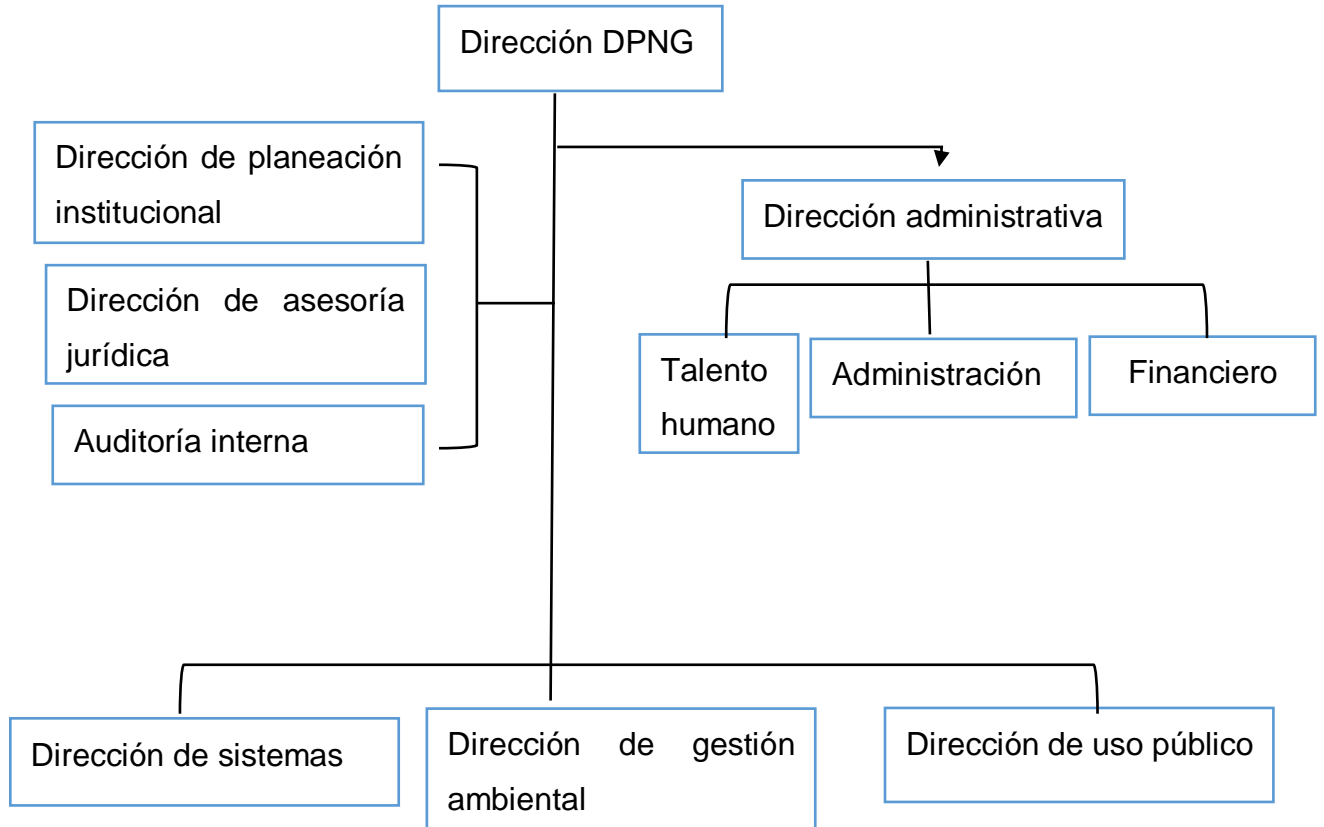 Dirección DPNG
Dirección de planeación
institucional
Dirección administrativa
Dirección de asesoría
jurídica
Talento
humano
Administración
Financiero
Auditoría interna
Dirección de sistemas
Dirección de gestión
ambiental
Dirección de uso público